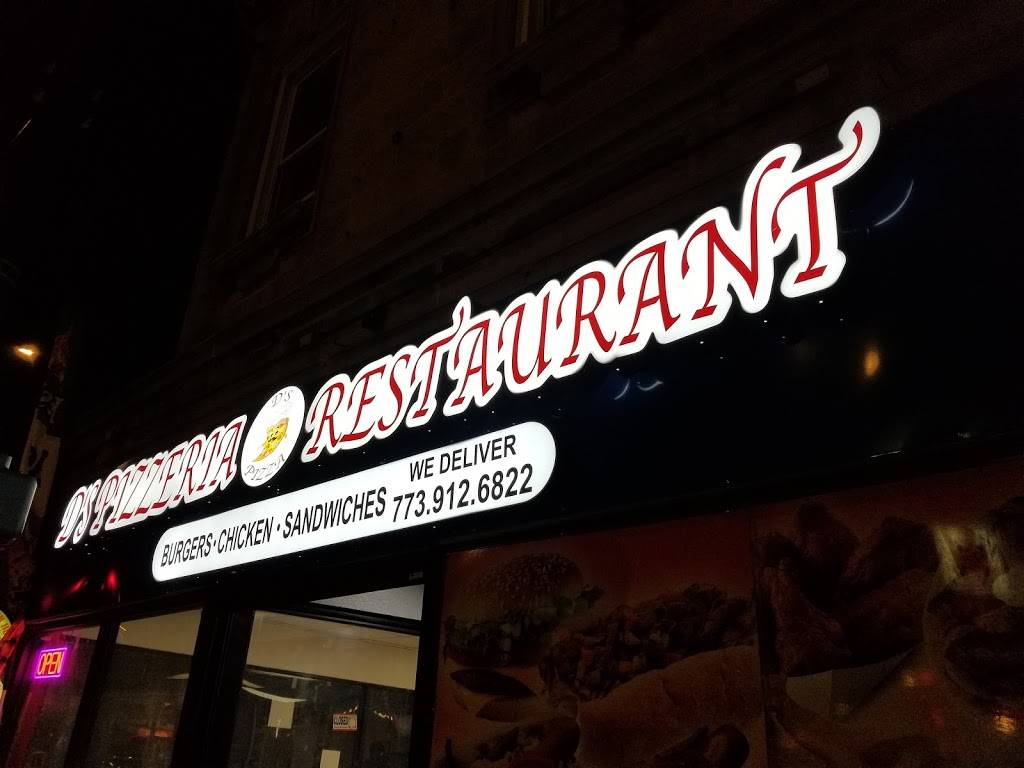 D'S PIZZERIA
D'S
PIZZA
RESTAURANT
BURGERS • CHICKEN • SANDWICHES
WE DELIVER
773.912.6822
OPEN
CLOSED